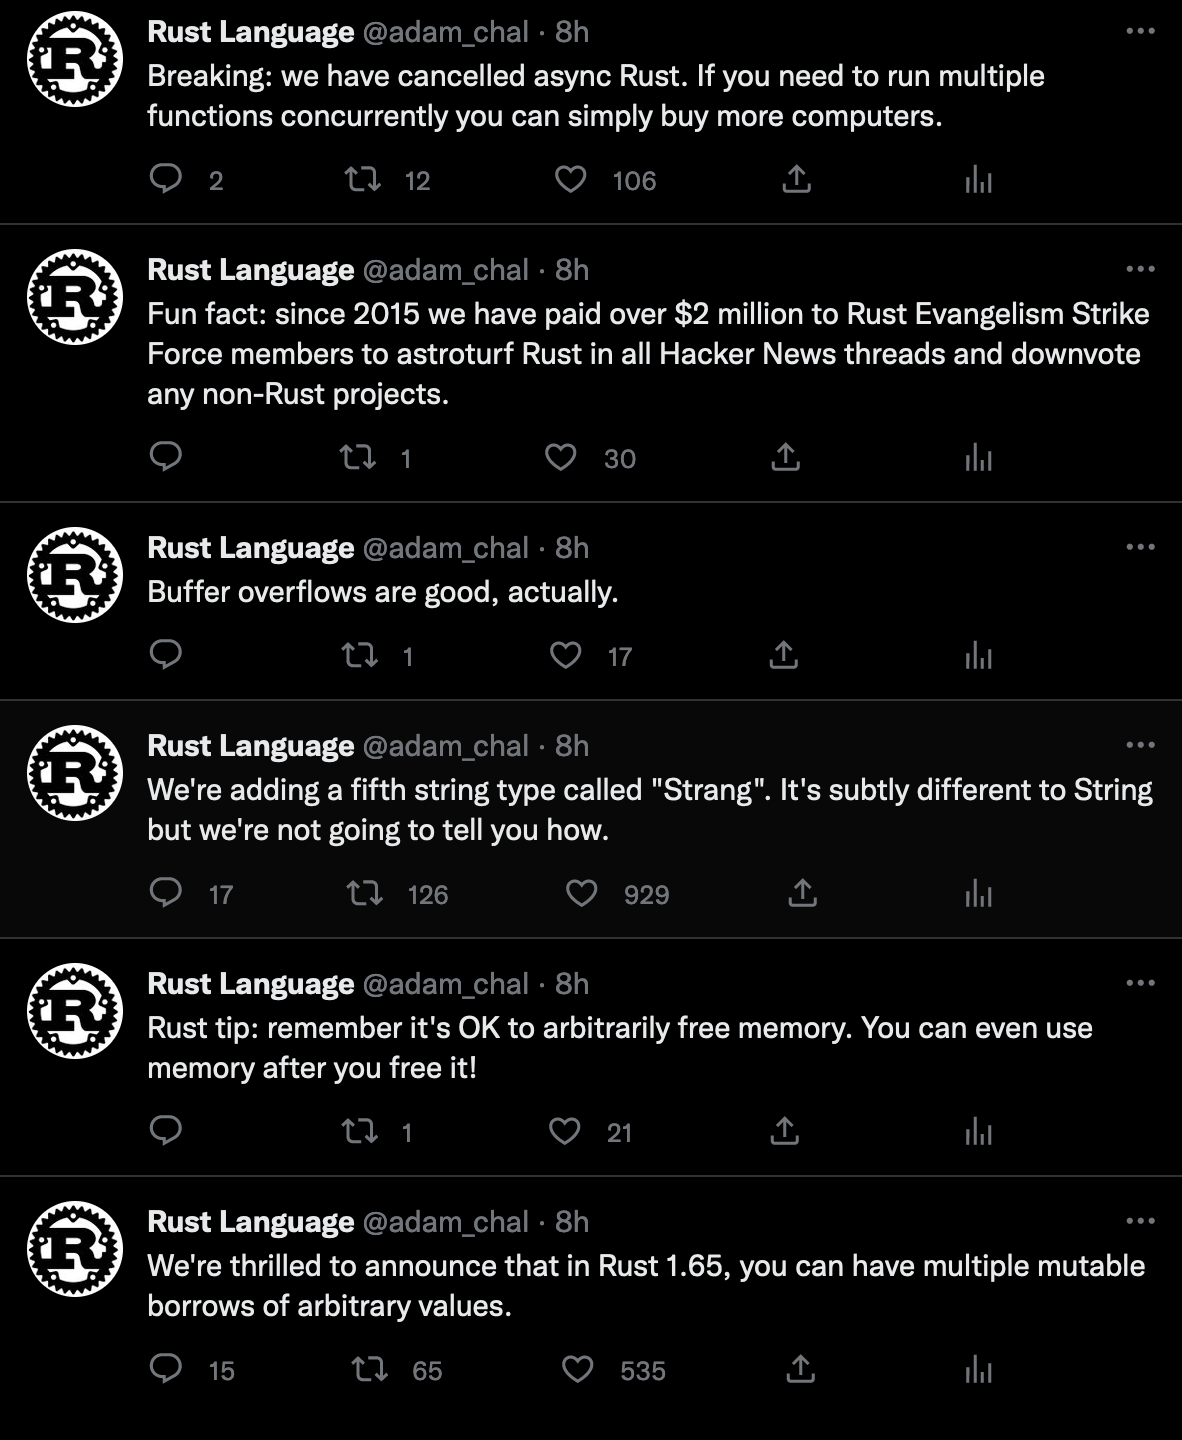 Rust Language @adam_chal · 8h
Breaking: we have cancelled async Rust. If you need to run multiple
functions concurrently you can simply buy more computers.
2 12 106
Rust Language @adam_chal · 8h
Fun fact: since 2015 we have paid over $2 million to Rust Evangelism Strike
Force members to astroturf Rust in all Hacker News threads and downvote
any non-Rust projects.
1 30
Rust Language @adam_chal · 8h
Buffer overflows are good, actually.
1 17
Rust Language @adam_chal · 8h
We're adding a fifth string type called "Strang". It's subtly different to String
but we're not going to tell you how.
17 126 929
Rust Language @adam_chal · 8h
Rust tip: remember it's OK to arbitrarily free memory. You can even use
memory after you free it!
1 21
Rust Language @adam_chal · 8h
We're thrilled to announce that in Rust 1.65, you can have multiple mutable
borrows of arbitrary values.
15 65 535